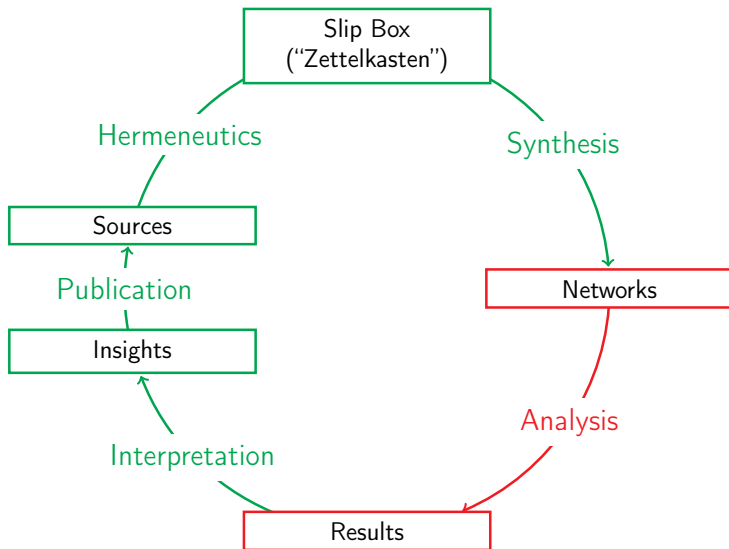 Slip Box
(“Zettelkasten”)
Hermeneutics
Synthesis
Sources
Publication
Networks
Insights
Analysis
Interpretation
Results